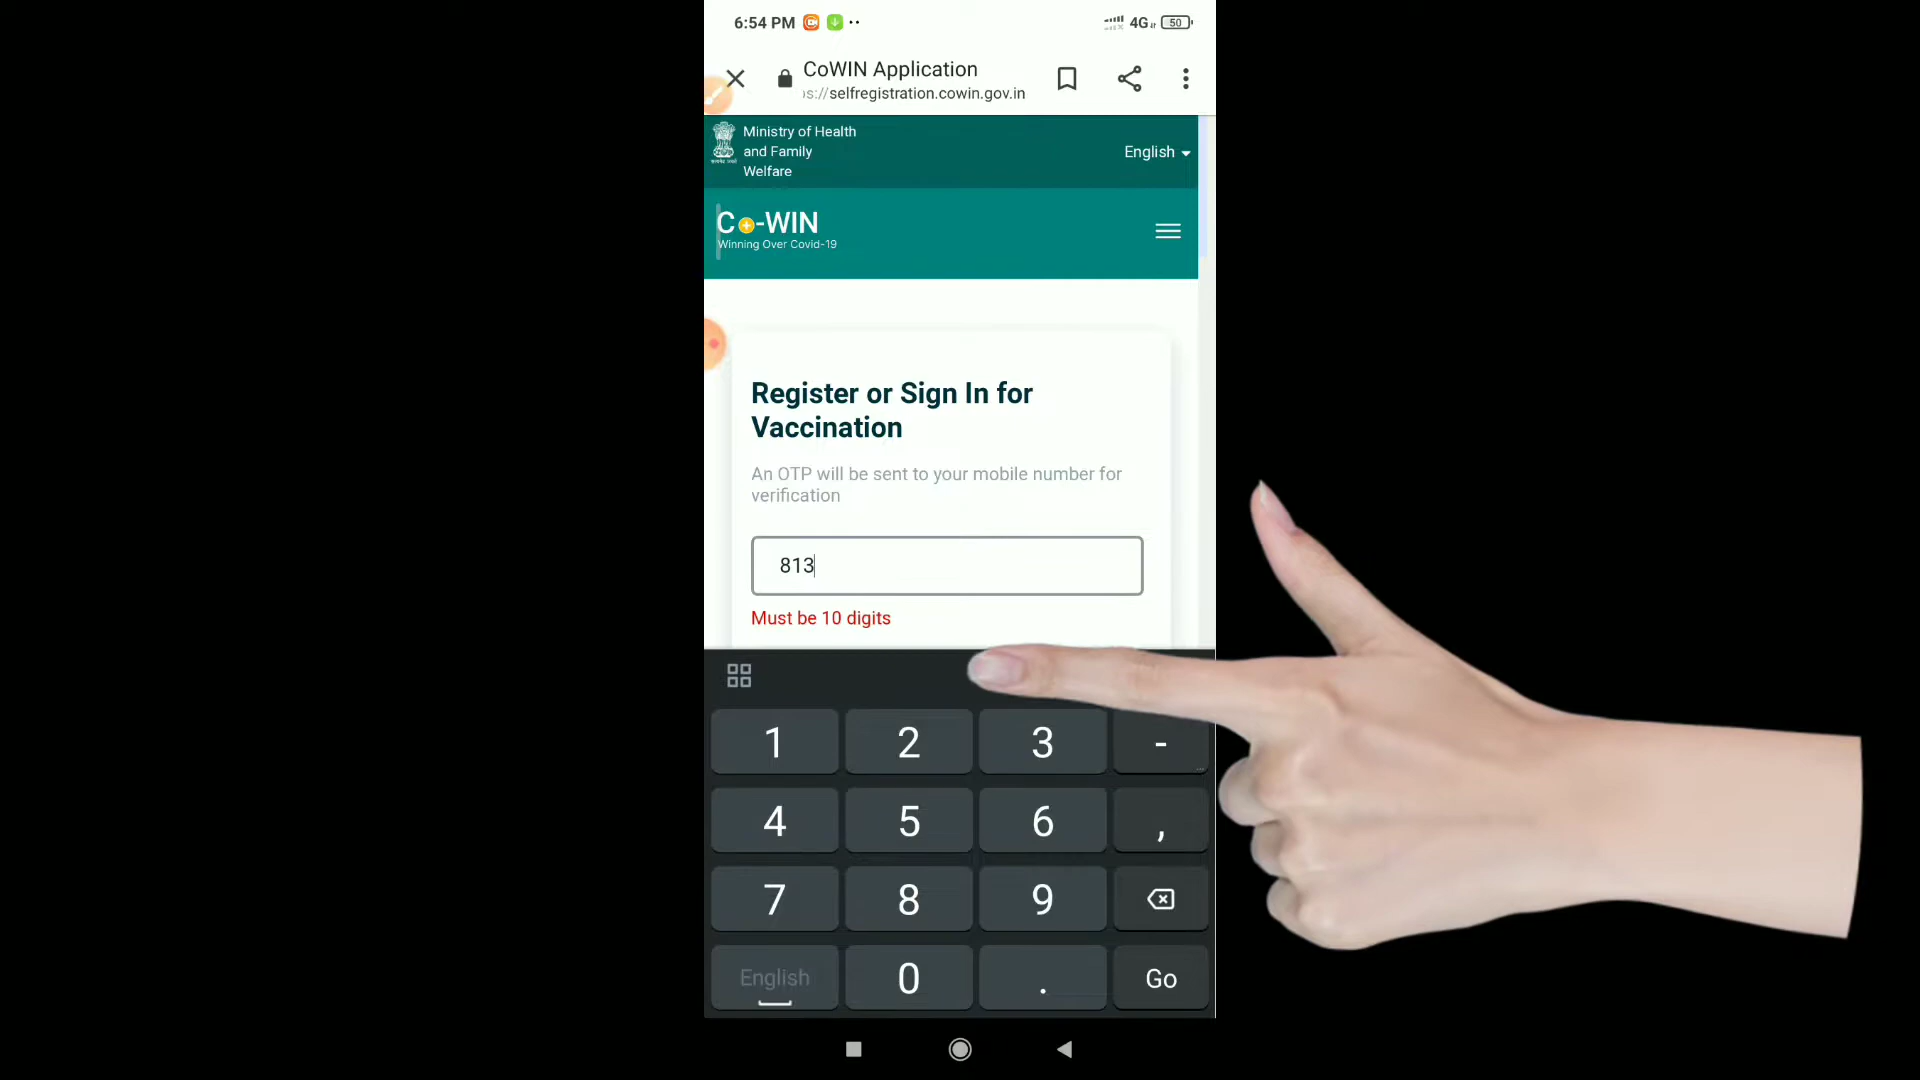 6:54 PM
4G
50
CoWIN Application
selfregistration.cowin.gov.in
Ministry of Health
and Family
Welfare
English
Co-WIN
Winning Over Covid-19
Register or Sign In for
Vaccination
An OTP will be sent to your mobile number for
verification
813
Must be 10 digits
1 2 3 -
4 5 6 ,
7 8 9
English 0 . Go